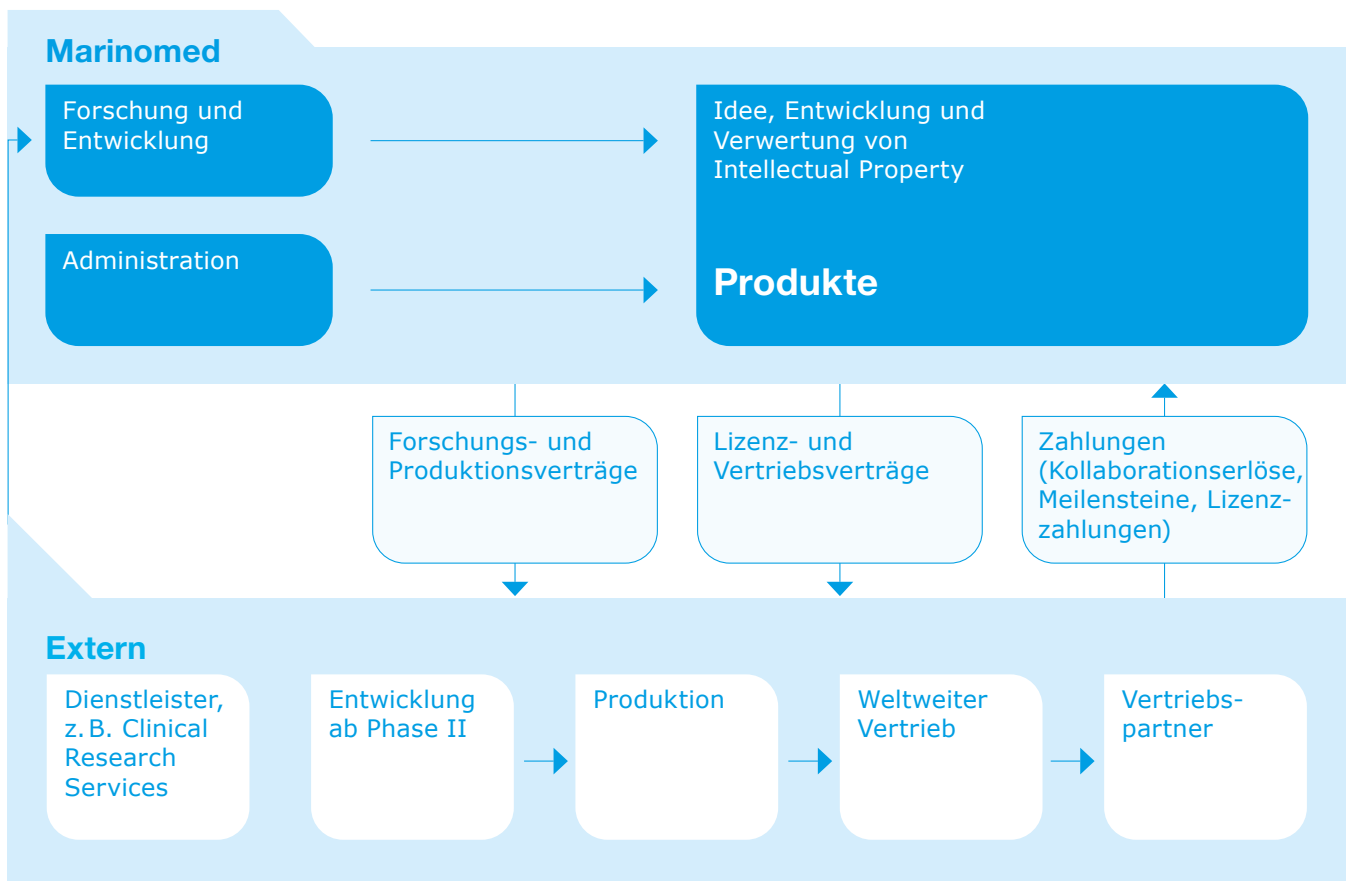 Marinomed
Forschung und
Entwicklung
Idee, Entwicklung und
Verwertung von
Intellectual Property
Administration
Produkte
Forschungs- und
Produktionsverträge
Lizenz- und
Vertriebsverträge
Zahlungen
(Kollaborationserlöse,
Meilensteine, Lizenz-
zahlungen)
Extern
Dienstleister,
z. B. Clinical
Research
Services
Entwicklung
ab Phase II
Produktion
Weltweiter
Vertrieb
Vertriebs-
partner